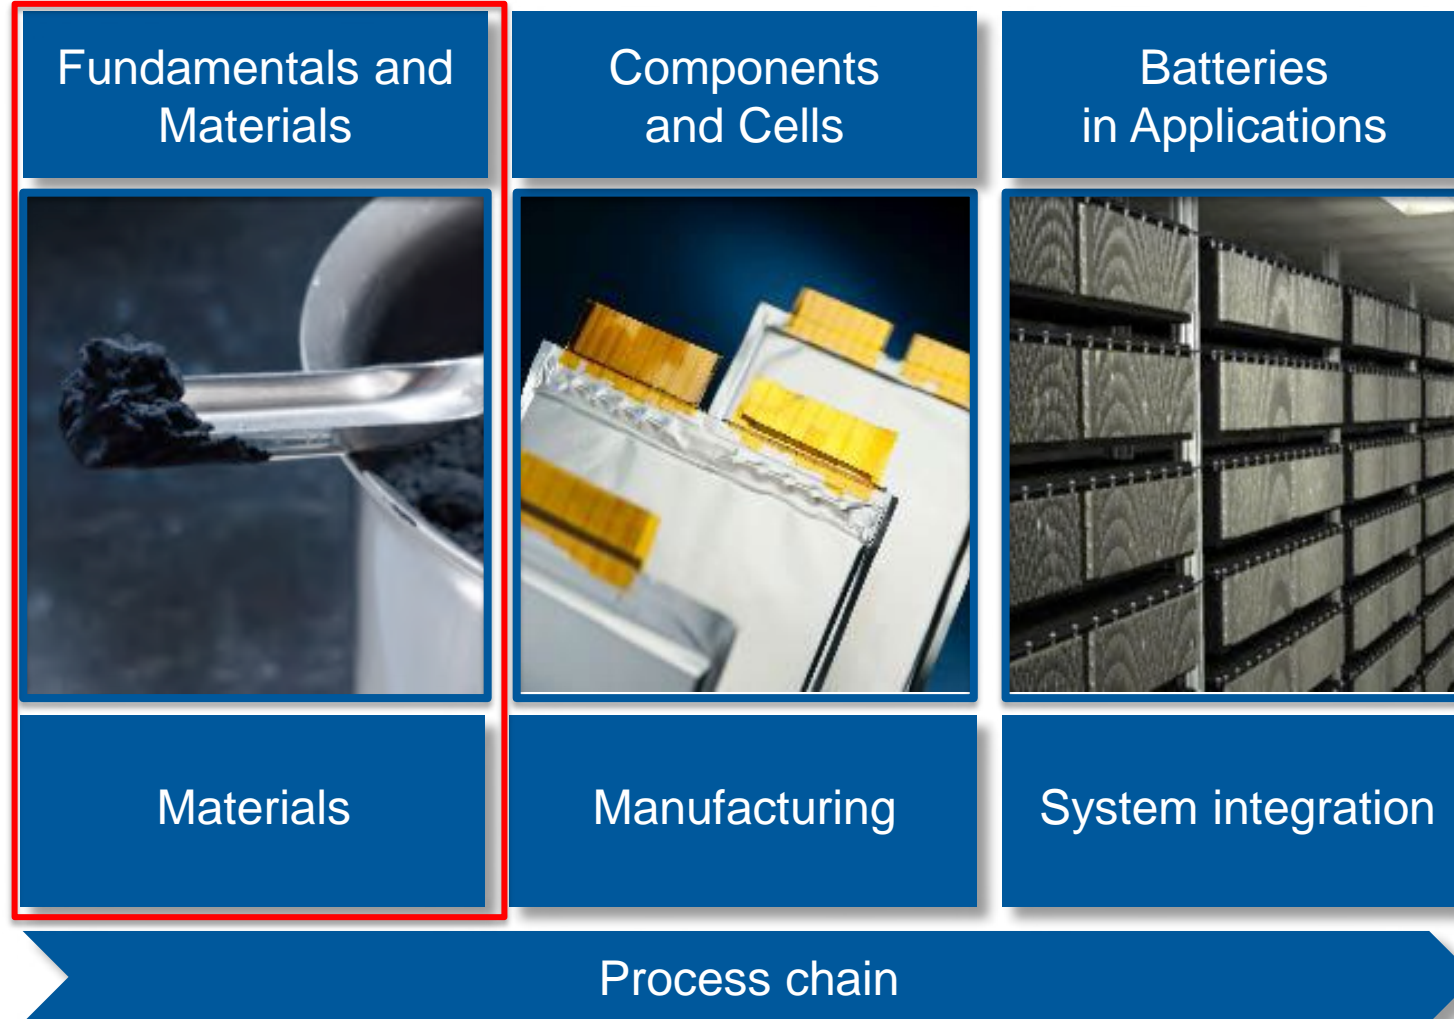 Fundamentals and
Materials
Components
and Cells
Batteries
in Applications
Materials
Manufacturing
System integration
Process chain